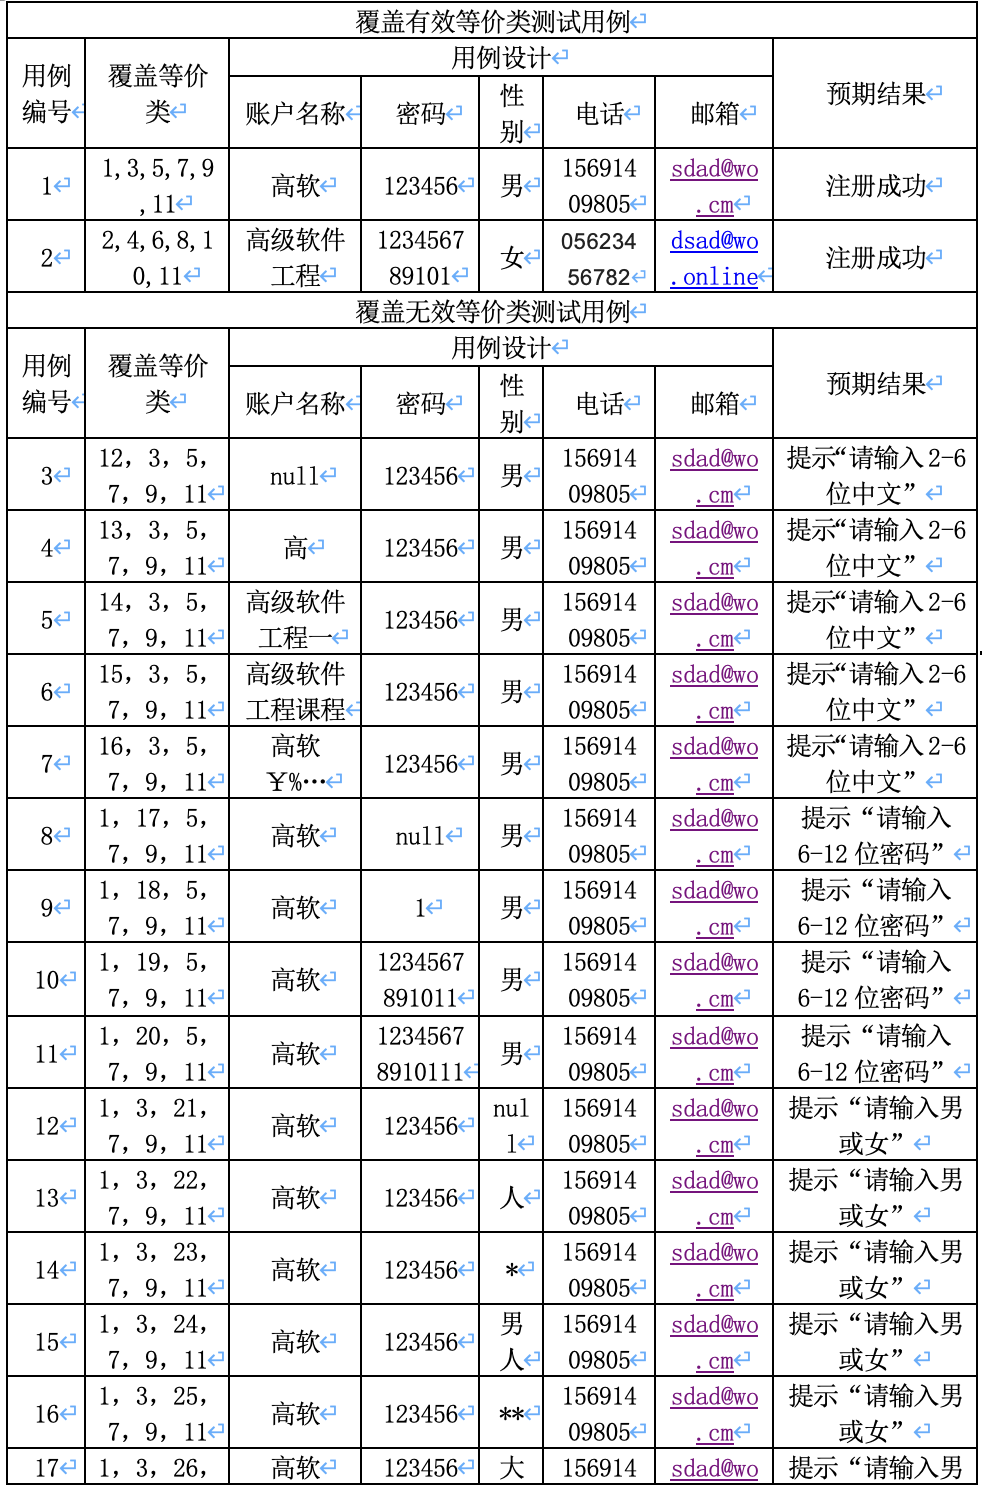 覆盖有效等价类测试用例
用例编号 覆盖等价类 用例设计 预期结果
账户名称 密码 性别 电话 邮箱
1 1,3,5,7,9,11 高软 123456 男 15691409805 sdad@wo.cm 注册成功
2 2,4,6,8,10,11 高级软件工程 123456789101 女 05623456782 dsad@wo.online 注册成功
覆盖无效等价类测试用例
用例编号 覆盖等价类 用例设计 预期结果
账户名称 密码 性别 电话 邮箱
3 12，3，5，7，9，11 null 123456 男 15691409805 sdad@wo.cm 提示“请输入2-6位中文”
4 13，3，5，7，9，11 高 123456 男 15691409805 sdad@wo.cm 提示“请输入2-6位中文”
5 14，3，5，7，9，11 高级软件工程一 123456 男 15691409805 sdad@wo.cm 提示“请输入2-6位中文”
6 15，3，5，7，9，11 高级软件工程课程 123456 男 15691409805 sdad@wo.cm 提示“请输入2-6位中文”
7 16，3，5，7，9，11 高软¥%… 123456 男 15691409805 sdad@wo.cm 提示“请输入2-6位中文”
8 1，17，5，7，9，11 高软 null 男 15691409805 sdad@wo.cm 提示“请输入6-12位密码”
9 1，18，5，7，9，11 高软 1 男 15691409805 sdad@wo.cm 提示“请输入6-12位密码”
10 1，19，5，7，9，11 高软 1234567891011 男 15691409805 sdad@wo.cm 提示“请输入6-12位密码”
11 1，20，5，7，9，11 高软 12345678910111 男 15691409805 sdad@wo.cm 提示“请输入6-12位密码”
12 1，3，21，7，9，11 高软 123456 null 15691409805 sdad@wo.cm 提示“请输入男或女”
13 1，3，22，7，9，11 高软 123456 人 15691409805 sdad@wo.cm 提示“请输入男或女”
14 1，3，23，7，9，11 高软 123456 * 15691409805 sdad@wo.cm 提示“请输入男或女”
15 1，3，24，7，9，11 高软 123456 男人 15691409805 sdad@wo.cm 提示“请输入男或女”
16 1，3，25，7，9，11 高软 123456 ** 15691409805 sdad@wo.cm 提示“请输入男或女”
17 1，3，26， 高软 123456 大 156914 sdad@wo 提示“请输入男